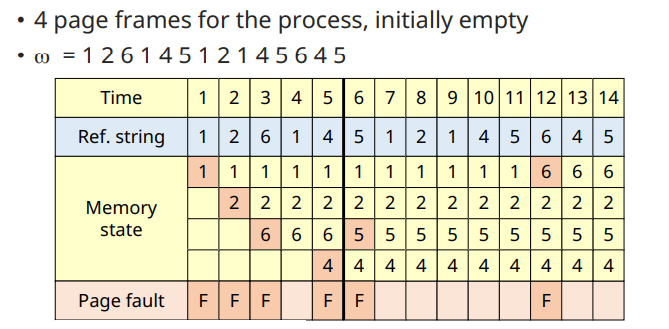 • 4 page frames for the process, initially empty
• ω = 1 2 6 1 4 5 1 2 1 4 5 6 4 5
Time 1 2 3 4 5 6 7 8 9 10 11 12 13 14
Ref. string 1 2 6 1 4 5 1 2 1 4 5 6 4 5
Memory state
1 1 1 1 1 1 1 1 1 1 1 6 6 6
2 2 2 2 2 2 2 2 2 2 2 2 2
6 6 6 5 5 5 5 5 5 5 5 5
4 4 4 4 4 4 4 4 4 4
Page fault F F F F F F